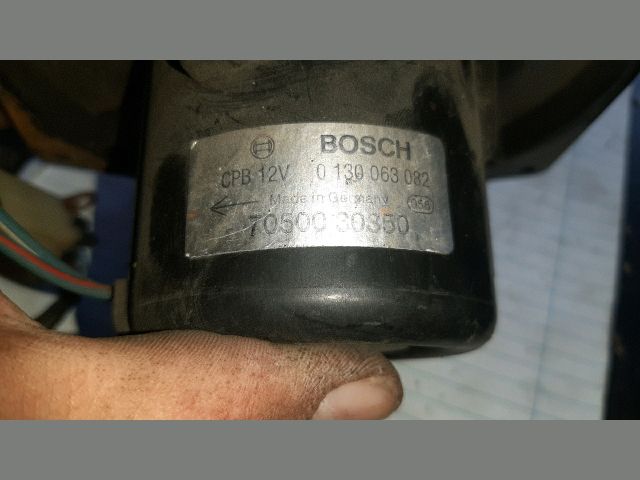 BOSCH
CPB 12V 0 130 063 082
Made in Germany
70500 30350